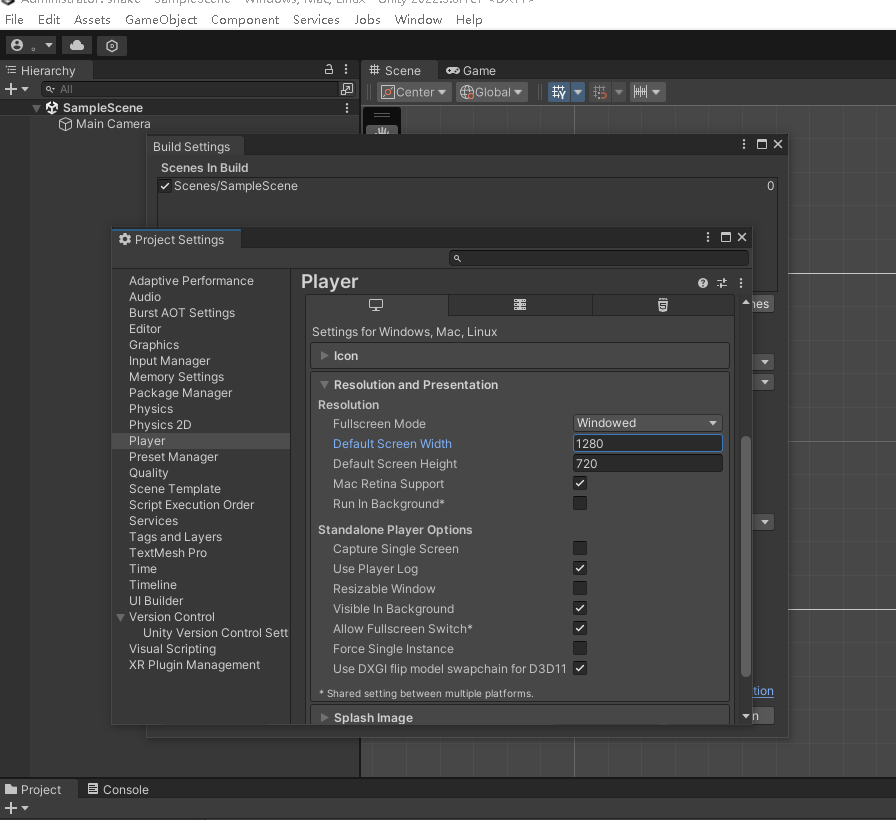 Administrator: snake - SampleScene - Windows, Mac, Linux - Unity
File Edit Assets GameObject Component Services Jobs Window Help
Hierarchy
Scene
Game
All
Center
Global
SampleScene
Main Camera
Build Settings
Scenes In Build
Scenes/SampleScene 0
Project Settings
Adaptive Performance
Audio
Burst AOT Settings
Editor
Graphics
Input Manager
Memory Settings
Package Manager
Physics
Physics 2D
Player
Preset Manager
Quality
Scene Template
Script Execution Order
Services
Tags and Layers
TextMesh Pro
Time
Timeline
UI Builder
Version Control
Unity Version Control Sett
Visual Scripting
XR Plugin Management
Player
Settings for Windows, Mac, Linux
Icon
Resolution and Presentation
Resolution
Fullscreen Mode Windowed
Default Screen Width 1280
Default Screen Height 720
Mac Retina Support
Run In Background*
Standalone Player Options
Capture Single Screen
Use Player Log
Resizable Window
Visible In Background
Allow Fullscreen Switch*
Force Single Instance
Use DXGI flip model swapchain for D3D11
* Shared setting between multiple platforms.
Splash Image
nes
tion
n
Project
Console